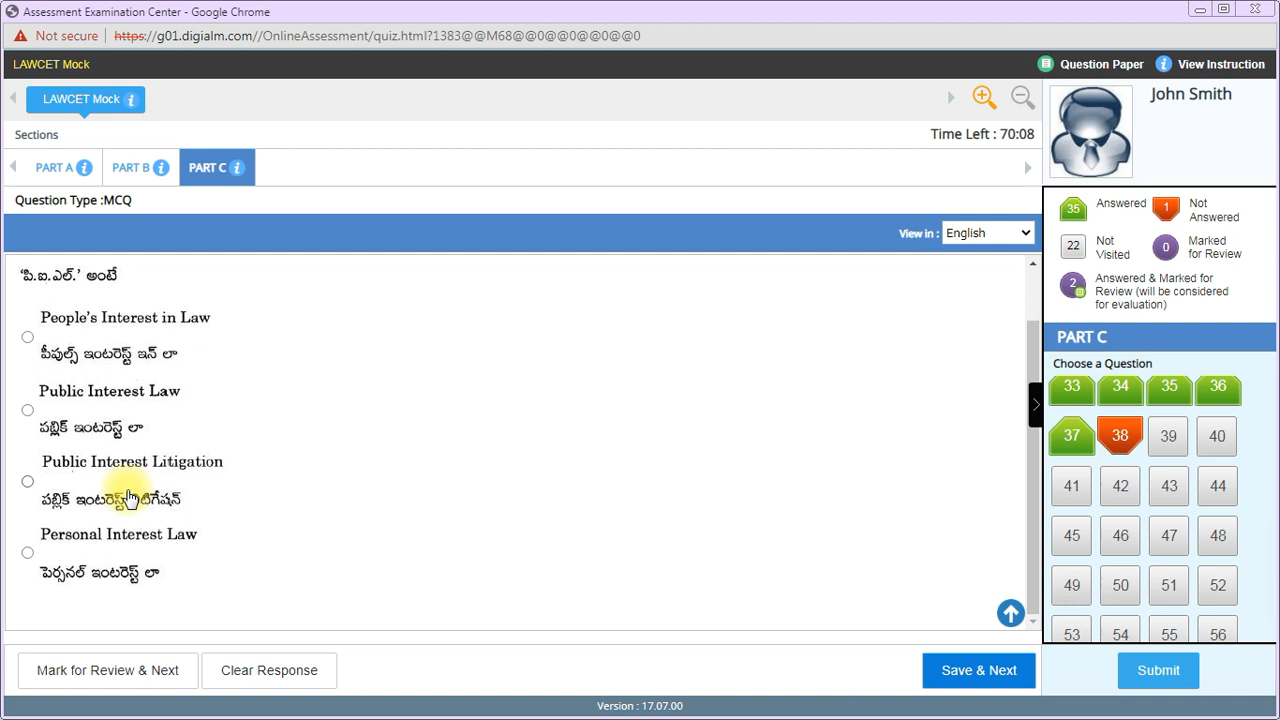 Assessment Examination Center - Google Chrome
Not secure https://g01.digialm.com//OnlineAssessment/quiz.html?1383@@M68@@0@@0@@0@@0
LAWCET Mock
Question Paper
View Instruction
LAWCET Mock
John Smith
Sections
Time Left : 70:08
PART A
PART B
PART C
Question Type :MCQ
View in : English
'పి.ఐ.ఎల్.' అంటే
People's Interest in Law
పీపుల్స్ ఇంటరెస్ట్ ఇన్ లా
Public Interest Law
పబ్లిక్ ఇంటరెస్ట్ లా
Public Interest Litigation
పబ్లిక్
Personal Interest Law
పెర్సనల్ ఇంటరెస్ట్ లా
35 Answered
1 Not Answered
22 Not Visited
0 Marked for Review
2 Answered & Marked for Review (will be considered for evaluation)
PART C
Choose a Question
33 34 35 36
37 38 39 40
41 42 43 44
45 46 47 48
49 50 51 52
53 54 55 56
Mark for Review & Next
Clear Response
Save & Next
Submit
Version : 17.07.00